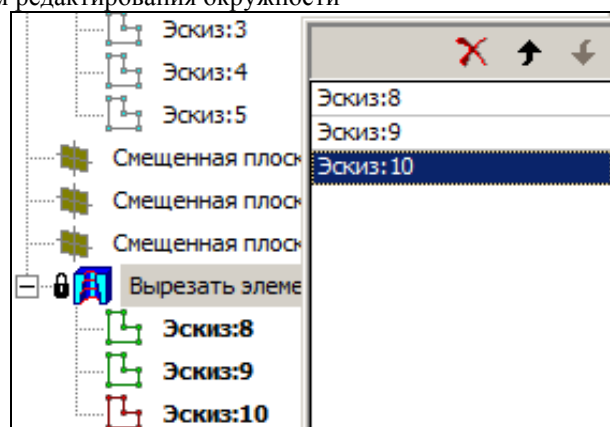 редактирования окружности
Эскиз:3
Эскиз:4
Эскиз:5
Смещенная плоск
Смещенная плоск
Смещенная плоск
Вырезать элеме
Эскиз:8
Эскиз:9
Эскиз:10
Эскиз:8
Эскиз:9
Эскиз:10